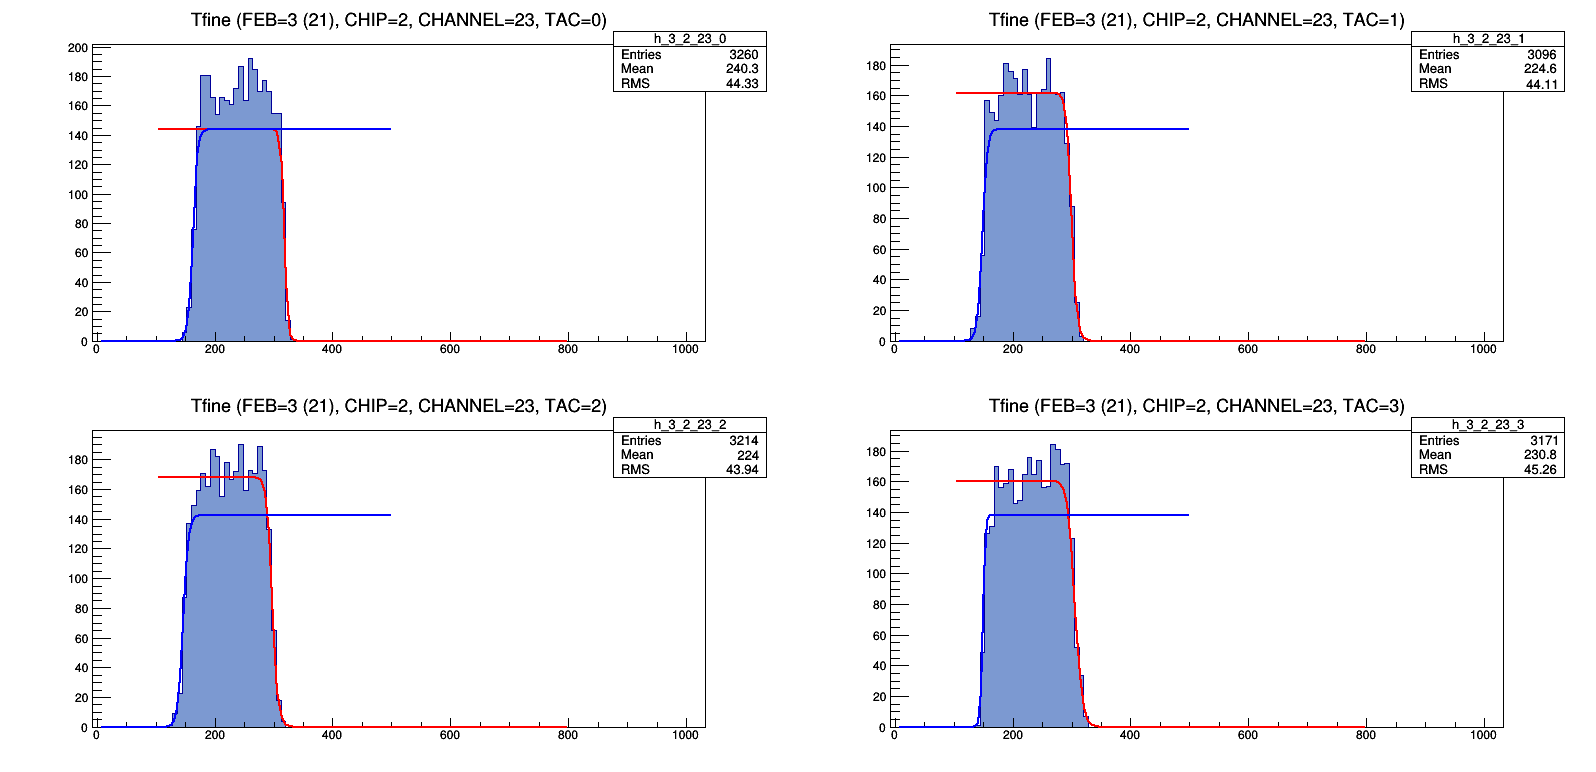 Tfine (FEB=3 (21), CHIP=2, CHANNEL=23, TAC=0)
h_3_2_23_0
Entries 3260
Mean 240.3
RMS 44.33
200
180
160
140
120
100
80
60
40
20
0
0 200 400 600 800 1000
Tfine (FEB=3 (21), CHIP=2, CHANNEL=23, TAC=1)
h_3_2_23_1
Entries 3096
Mean 224.6
RMS 44.11
180
160
140
120
100
80
60
40
20
0
0 200 400 600 800 1000
Tfine (FEB=3 (21), CHIP=2, CHANNEL=23, TAC=2)
h_3_2_23_2
Entries 3214
Mean 224
RMS 43.94
180
160
140
120
100
80
60
40
20
0
0 200 400 600 800 1000
Tfine (FEB=3 (21), CHIP=2, CHANNEL=23, TAC=3)
h_3_2_23_3
Entries 3171
Mean 230.8
RMS 45.26
180
160
140
120
100
80
60
40
20
0
0 200 400 600 800 1000